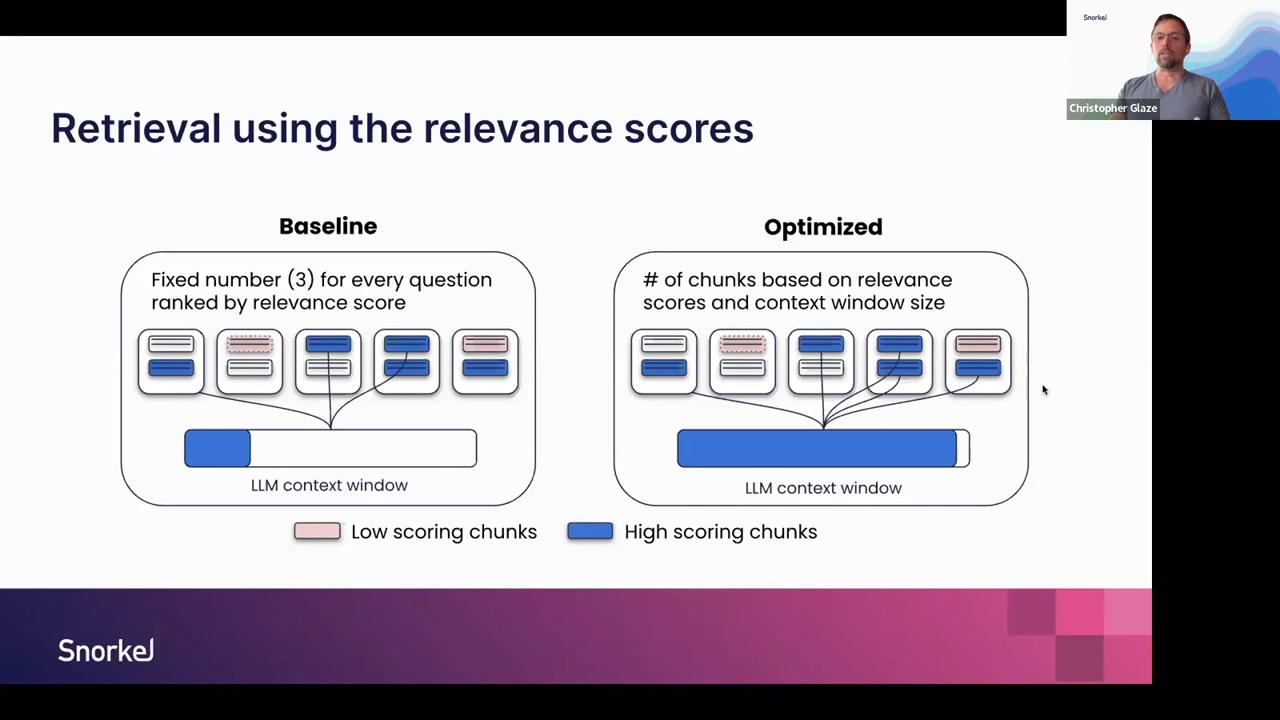 Snorkel
Christopher Glaze
Retrieval using the relevance scores
Baseline
Fixed number (3) for every question
ranked by relevance score
LLM context window
Optimized
# of chunks based on relevance
scores and context window size
LLM context window
Low scoring chunks
High scoring chunks
Snorkel